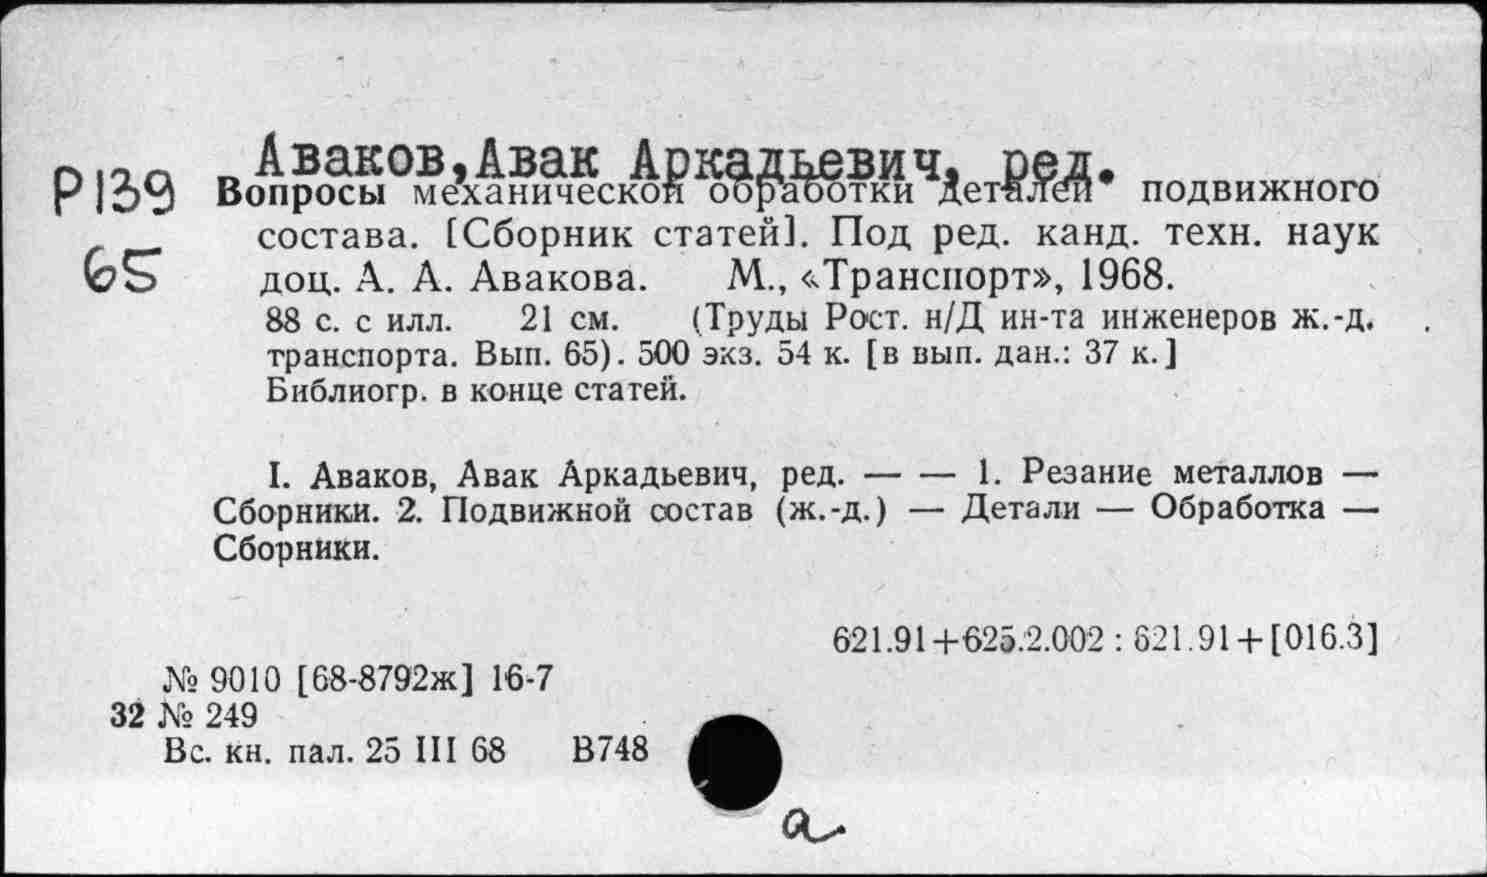 Аваков,Авак Аркадьевич, ред.
Р139 Вопросы механической обработки деталей подвижного
65 состава. [Сборник статей]. Под ред. канд. техн. наук
доц. А. А. Авакова. М., «Транспорт», 1968.
88 с. с илл. 21 см. (Труды Рост. н/Д ин-та инженеров ж.-д.
транспорта. Вып. 65). 500 экз. 54 к. [в вып. дан.: 37 к.]
Библиогр. в конце статей.
I. Аваков, Авак Аркадьевич, ред. — — 1. Резание металлов —
Сборники. 2. Подвижной состав (ж.-д.) — Детали — Обработка —
Сборники.
621.91+625.2.002 : 621.91+[016.3]
№ 9010 [68-8792ж] 16-7
32 № 249
Вс. кн. пал. 25 III 68 В748
а